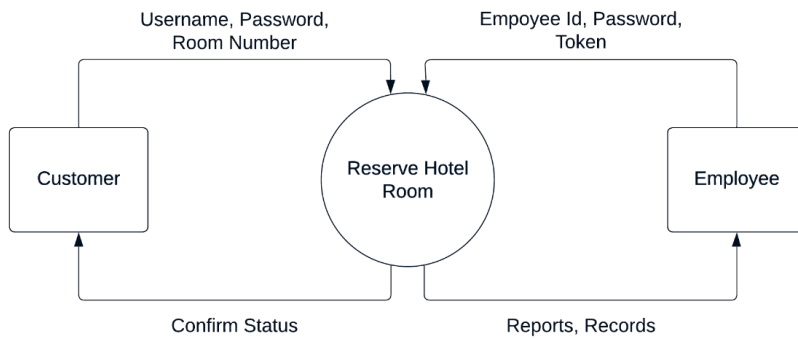 Username, Password,
Room Number
Empoyee Id, Password,
Token
Customer
Reserve Hotel
Room
Employee
Confirm Status
Reports, Records